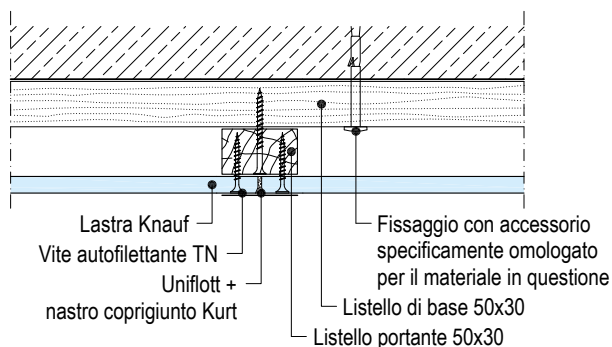 Lastra Knauf
Vite autofilettante TN
Uniflott +
nastro coprigiunto Kurt
Fissaggio con accessorio
specificamente omologato
per il materiale in questione
Listello di base 50x30
Listello portante 50x30